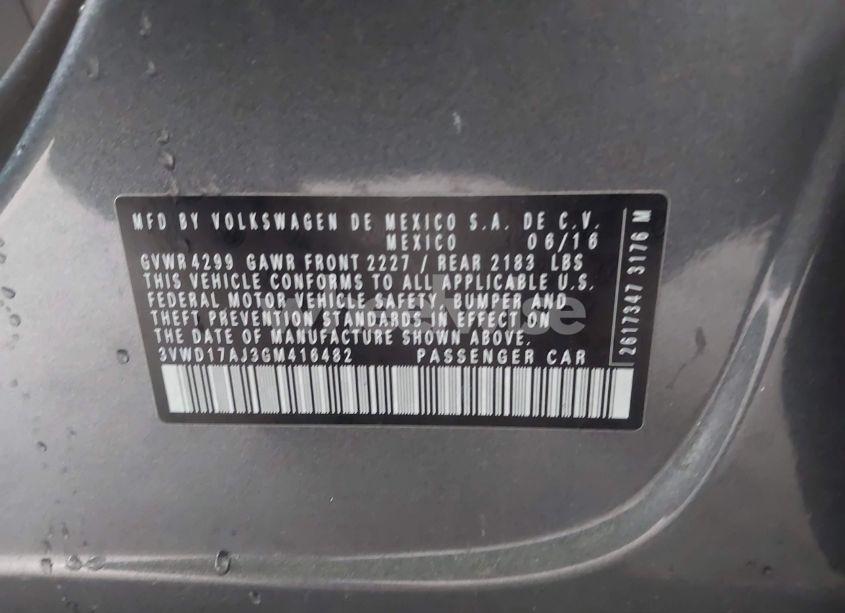 MFD BY VOLKSWAGEN DE MEXICO S.A. DE C.V.
MEXICO 06/16
GVWR 4299 GAWR FRONT 2227 / REAR 2183 LBS
THIS VEHICLE CONFORMS TO ALL APPLICABLE U.S.
FEDERAL MOTOR VEHICLE SAFETY, BUMPER AND
THEFT PREVENTION STANDARDS IN EFFECT ON
THE DATE OF MANUFACTURE SHOWN ABOVE.
3VWD17AJ3GM416482 PASSENGER CAR
2617347 3176 M